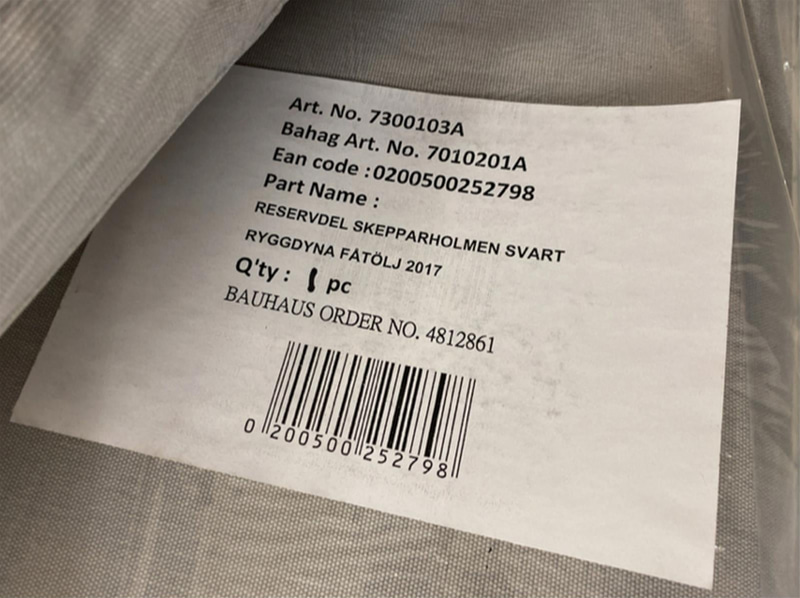 Art. No. 7300103A
Bahag Art. No. 7010201A
Ean code :0200500252798
Part Name :
RESERVDEL SKEPPARHOLMEN SVART
RYGGDYNA FÅTÖLJ 2017
Q'ty : 1 pc
BAUHAUS ORDER NO. 4812861
0 200500 252798